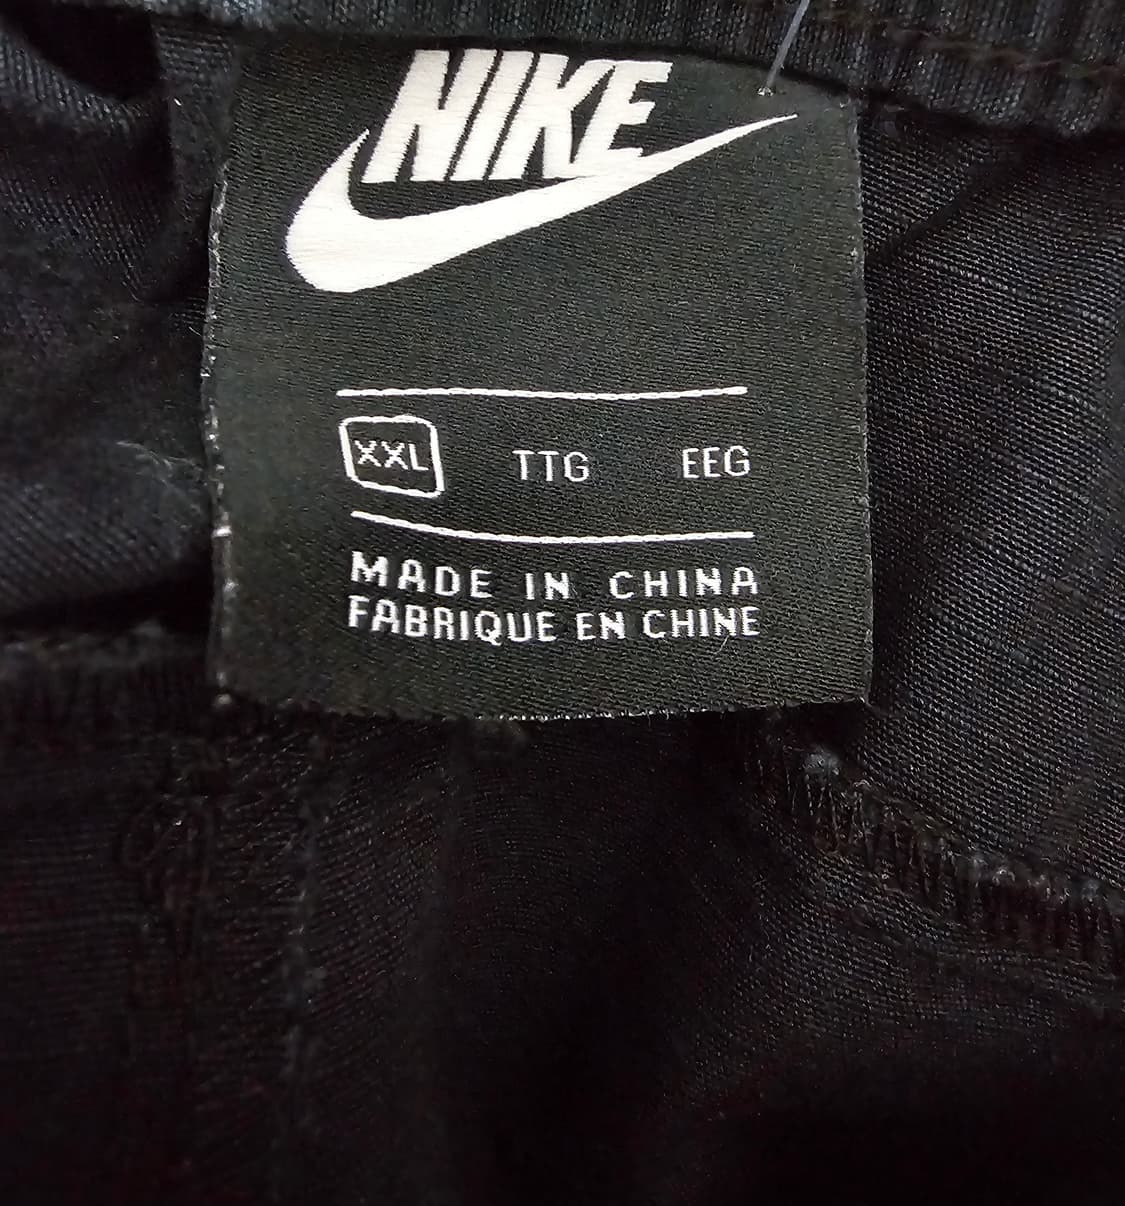 NIKE
XXL TTG EEG
MADE IN CHINA
FABRIQUE EN CHINE